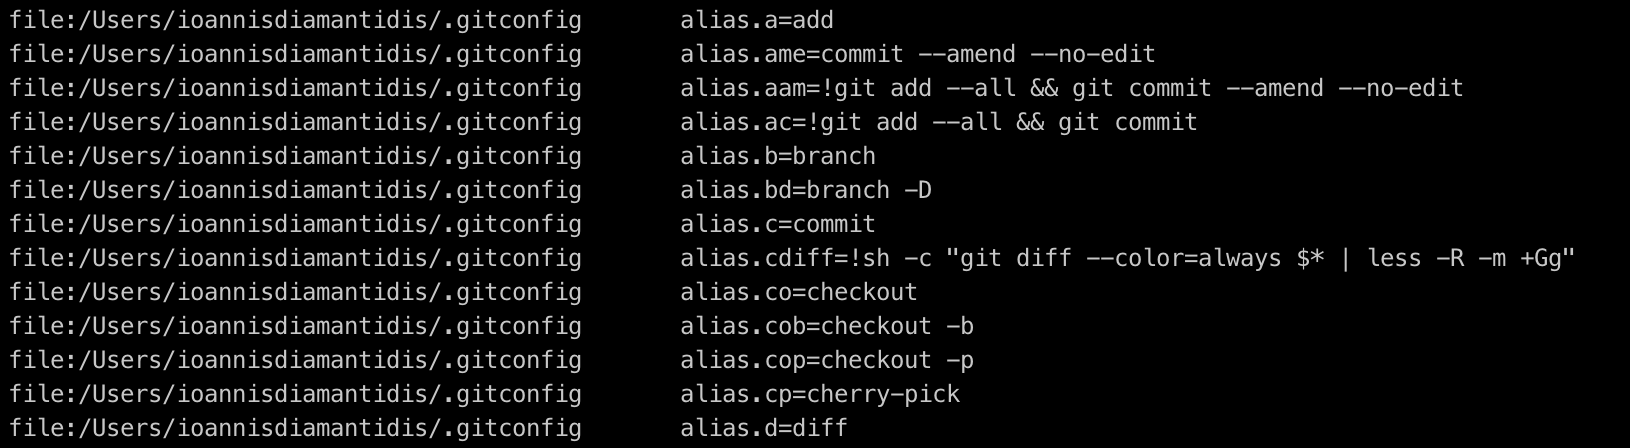 file:/Users/ioannisdiamantidis/.gitconfig alias.a=add
file:/Users/ioannisdiamantidis/.gitconfig alias.ame=commit --amend --no-edit
file:/Users/ioannisdiamantidis/.gitconfig alias.aam=!git add --all && git commit --amend --no-edit
file:/Users/ioannisdiamantidis/.gitconfig alias.ac=!git add --all && git commit
file:/Users/ioannisdiamantidis/.gitconfig alias.b=branch
file:/Users/ioannisdiamantidis/.gitconfig alias.bd=branch -D
file:/Users/ioannisdiamantidis/.gitconfig alias.c=commit
file:/Users/ioannisdiamantidis/.gitconfig alias.cdiff=!sh -c "git diff --color=always $* | less -R -m +Gg"
file:/Users/ioannisdiamantidis/.gitconfig alias.co=checkout
file:/Users/ioannisdiamantidis/.gitconfig alias.cob=checkout -b
file:/Users/ioannisdiamantidis/.gitconfig alias.cop=checkout -p
file:/Users/ioannisdiamantidis/.gitconfig alias.cp=cherry-pick
file:/Users/ioannisdiamantidis/.gitconfig alias.d=diff